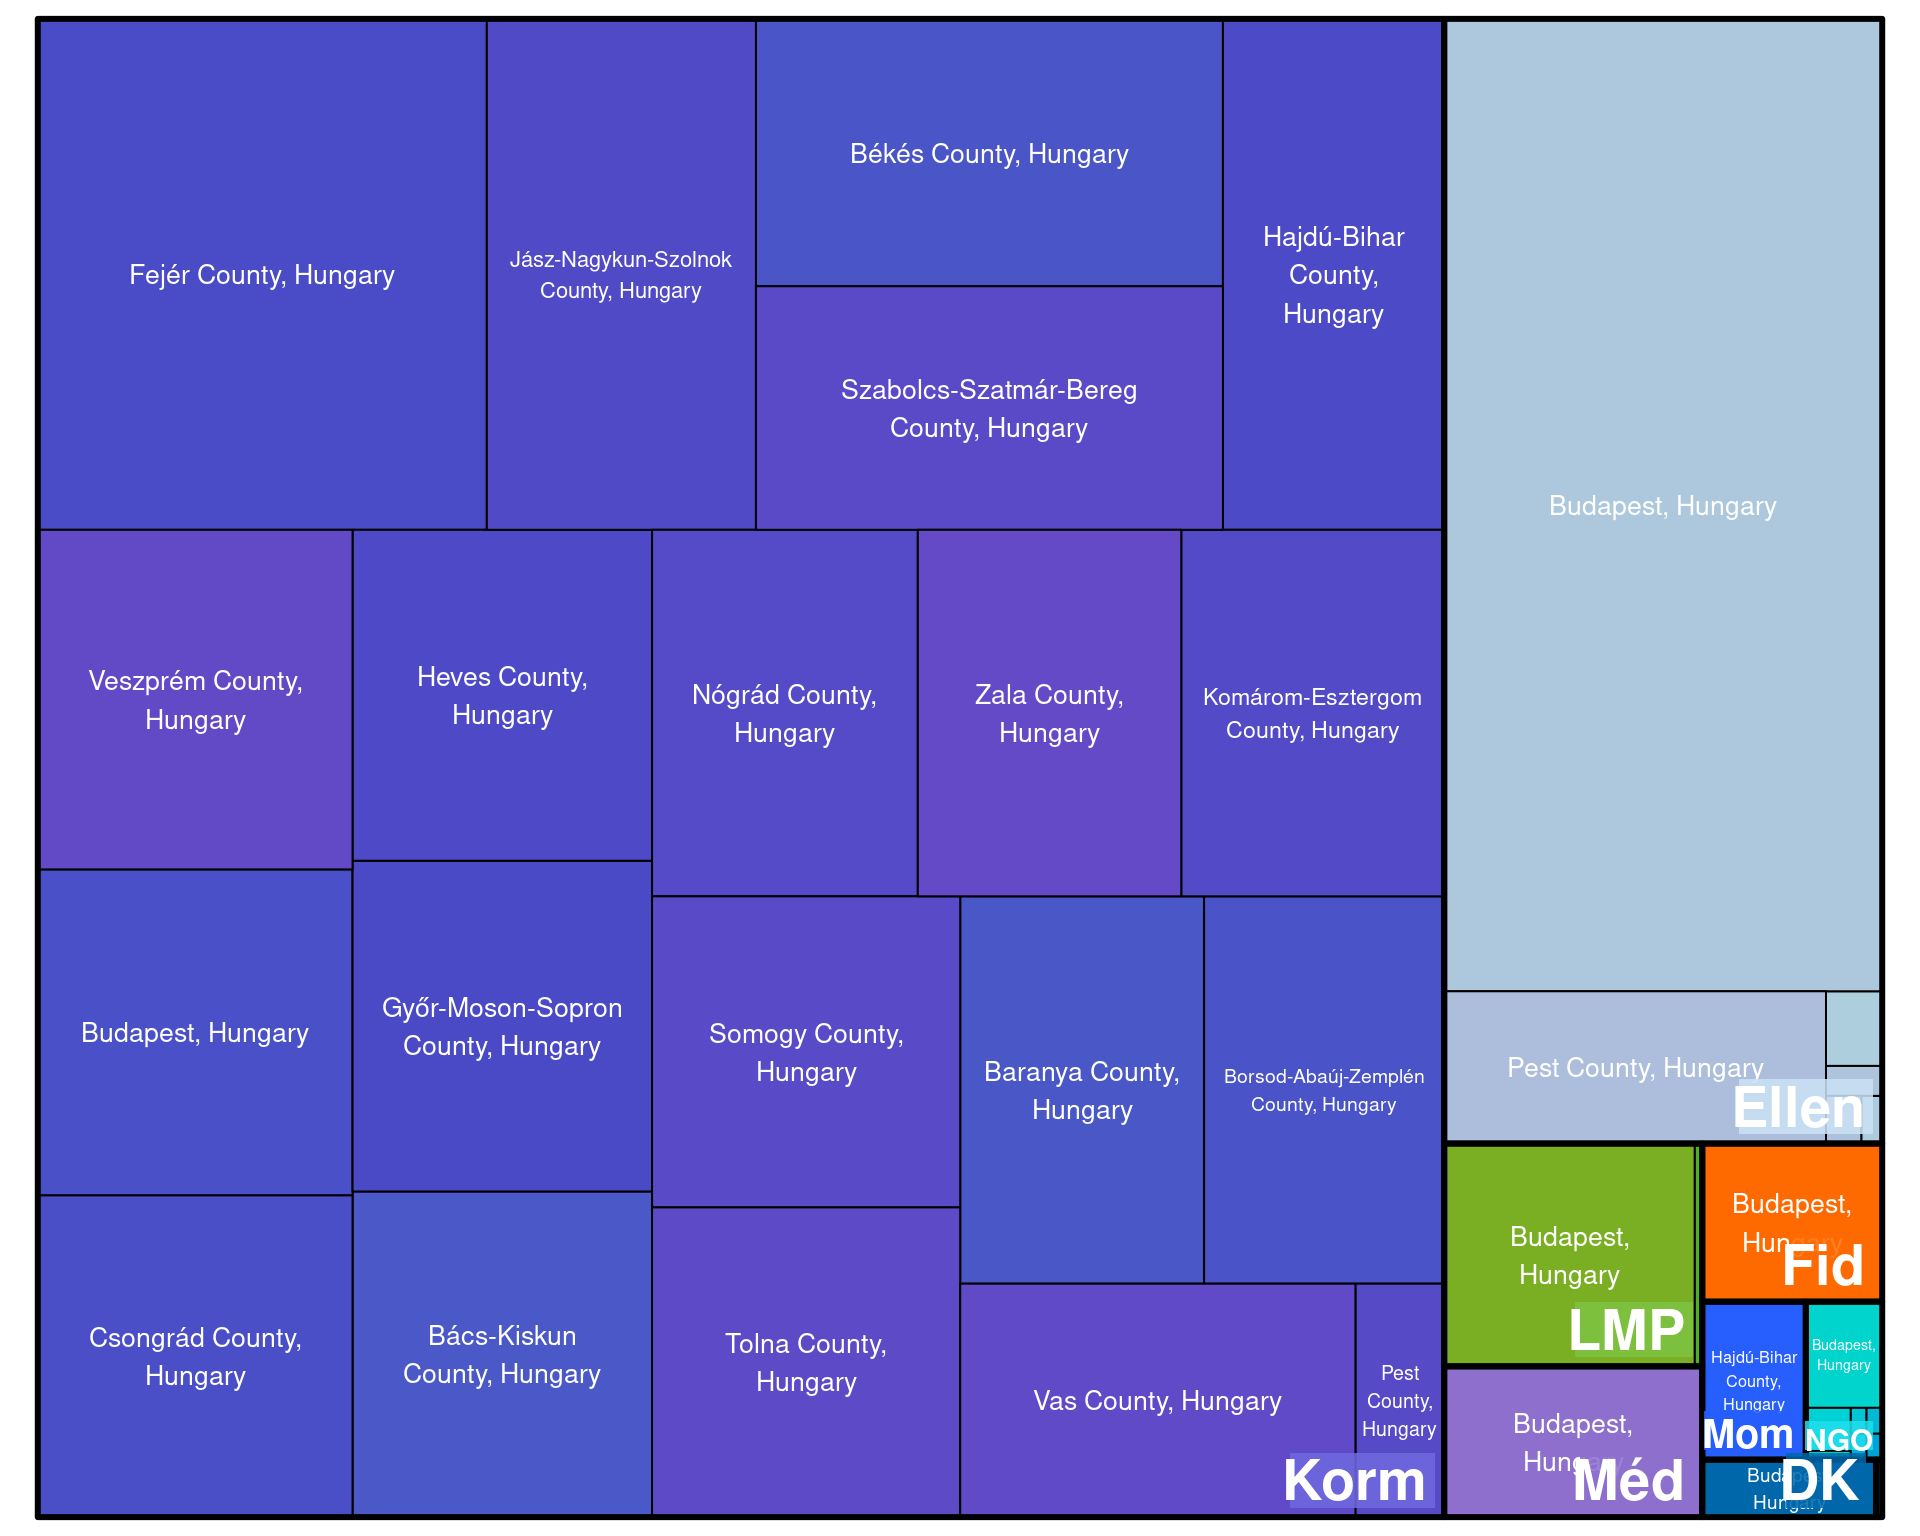 Fejér County, Hungary
Jász-Nagykun-Szolnok
County, Hungary
Békés County, Hungary
Szabolcs-Szatmár-Bereg
County, Hungary
Hajdú-Bihar
County,
Hungary
Budapest, Hungary
Veszprém County,
Hungary
Heves County,
Hungary
Nógrád County,
Hungary
Zala County,
Hungary
Komárom-Esztergom
County, Hungary
Budapest, Hungary
Győr-Moson-Sopron
County, Hungary
Somogy County,
Hungary
Baranya County,
Hungary
Borsod-Abaúj-Zemplén
County, Hungary
Csongrád County,
Hungary
Bács-Kiskun
County, Hungary
Tolna County,
Hungary
Vas County, Hungary
Pest
County,
Hungary
Korm
Pest County, Hungary
Ellen
Budapest,
Hungary
LMP
Budapest,
Hungary
Fid
Budapest,
Hungary
Méd
Hajdú-Bihar
County,
Hungary
Mom
Budapest,
Hungary
NGO
Budapest,
Hungary
DK